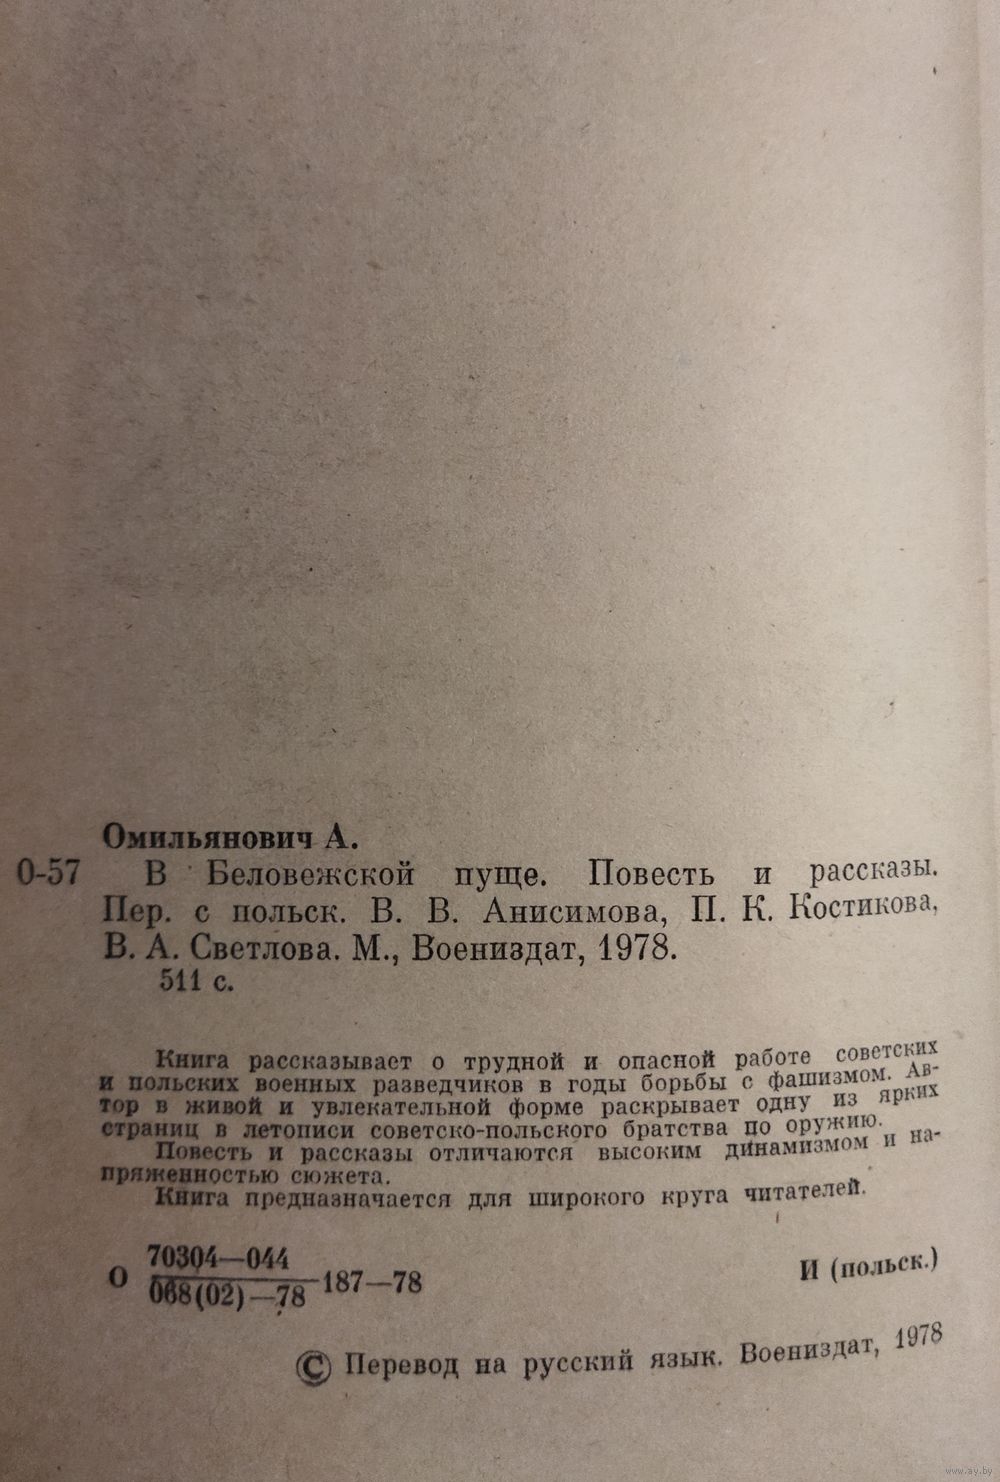 Омильянович А.
О-57 В Беловежской пуще. Повесть и рассказы.
Пер. с польск. В. В. Анисимова, П. К. Костикова,
В. А. Светлова. М., Воениздат, 1978.
511 с.
Книга рассказывает о трудной и опасной работе советских
и польских военных разведчиков в годы борьбы с фашизмом. Ав-
тор в живой и увлекательной форме раскрывает одну из ярких
страниц в летописи советско-польского братства по оружию.
Повесть и рассказы отличаются высоким динамизмом и на-
пряженностью сюжета.
Книга предназначается для широкого круга читателей.
70304—044
О 187—78
068(02)—78
И (польск.)
© Перевод на русский язык. Воениздат, 1978
www.ay.by